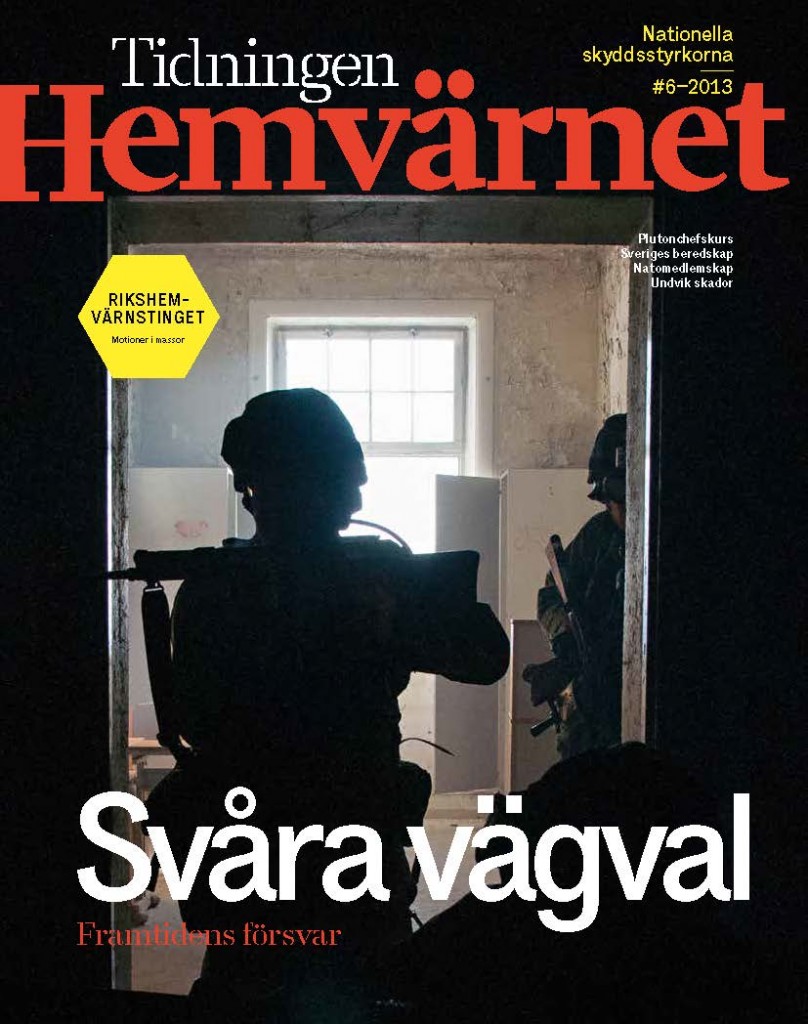 Tidningen
Hemvärnet
Nationella
skyddsstyrkorna
#6–2013
Plutonchefskurs
Sveriges beredskap
Natomedlemskap
Undvik skador
RIKSHEM-
VÄRNSTINGET
Motioner i massor
Svåra vägval
Framtidens försvar